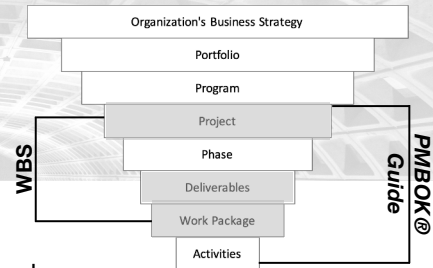 Organization's Business Strategy
Portfolio
Program
Project
Phase
Deliverables
Work Package
Activities
WBS
PMBOK®
Guide